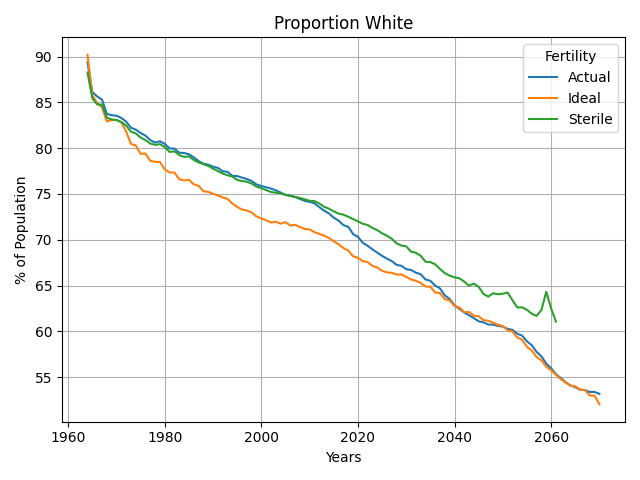 Proportion White
Fertility
Actual
Ideal
Sterile
% of Population
90
85
80
75
70
65
60
55
1960
1980
2000
2020
2040
2060
Years